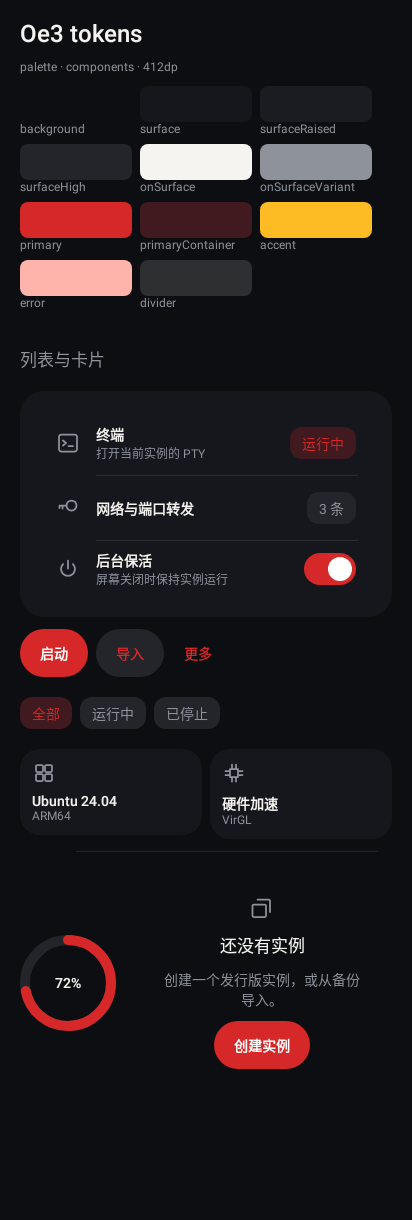 Oe3 tokens
palette · components · 412dp
background
surface
surfaceRaised
surfaceHigh
onSurface
onSurfaceVariant
primary
primaryContainer
accent
error
divider
列表与卡片
终端
打开当前实例的 PTY
运行中
网络与端口转发
3 条
后台保活
屏幕关闭时保持实例运行
启动
导入
更多
全部
运行中
已停止
Ubuntu 24.04
ARM64
硬件加速
VirGL
72%
还没有实例
创建一个发行版实例，或从备份
导入。
创建实例